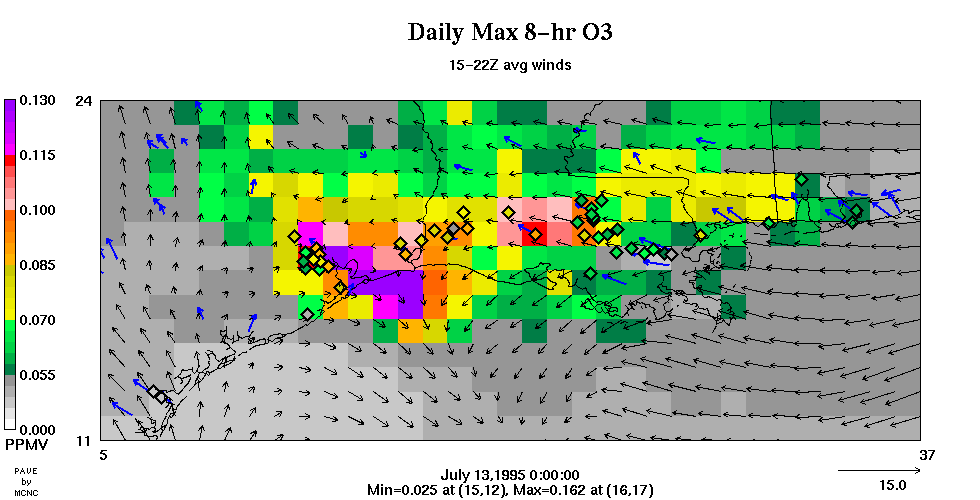 Daily Max 8-hr O3
15-22Z avg winds
0.130
0.115
0.100
0.085
0.070
0.055
0.000
PPMV
PAVE
by
MCNC
24
11
5
37
July 13,1995 0:00:00
Min=0.025 at (15,12), Max=0.162 at (16,17)
15.0